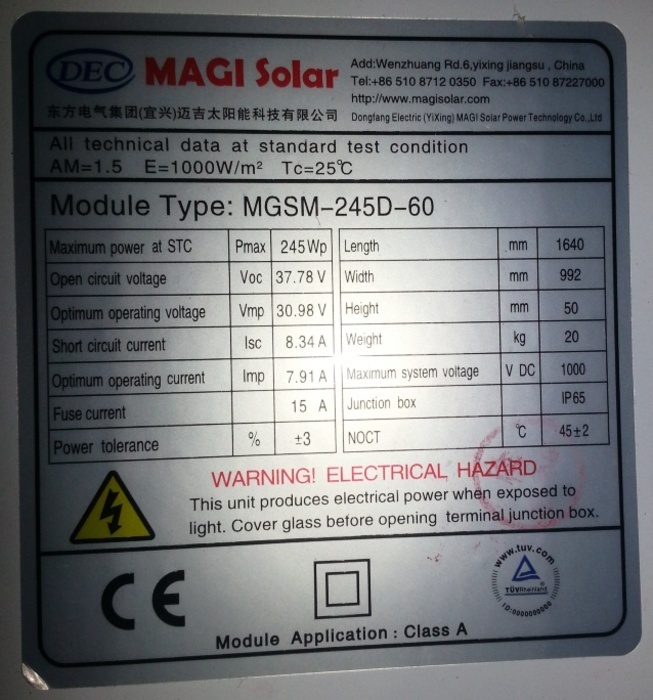 DEC MAGI Solar
Add:Wenzhuang Rd.6,yixing jiangsu , China
Tel:+86 510 8712 0350 Fax:+86 510 87227000
http://www.magisolar.com
东方电气集团(宜兴)迈吉太阳能科技有限公司 Dongfang Electric (YiXing) MAGI Solar Power Technology Co.,Ltd
All technical data at standard test condition
AM=1.5 E=1000W/m² Tc=25℃
Module Type: MGSM-245D-60
Maximum power at STC Pmax 245Wp Length mm 1640
Open circuit voltage Voc 37.78 V Width mm 992
Optimum operating voltage Vmp 30.98 V Height mm 50
Short circuit current Isc 8.34 A Weight kg 20
Optimum operating current Imp 7.91 A Maximum system voltage V DC 1000
Fuse current 15 A Junction box IP65
Power tolerance % ±3 NOCT ℃ 45±2
WARNING! ELECTRICAL HAZARD
This unit produces electrical power when exposed to
light. Cover glass before opening terminal junction box.
CE
www.tuv.com
TÜVRheinland
ID:0000000000
Module Application : Class A